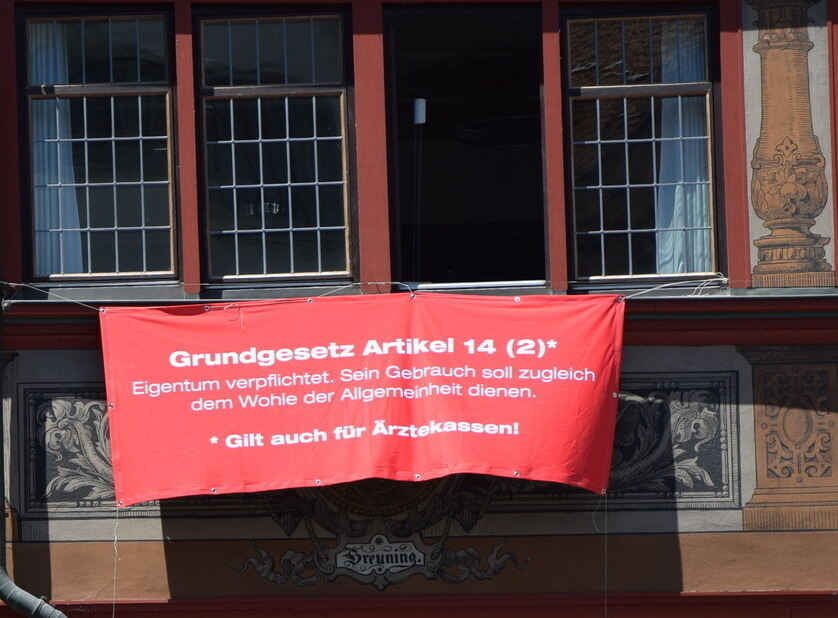 Grundgesetz Artikel 14 (2)*
Eigentum verpflichtet. Sein Gebrauch soll zugleich
dem Wohle der Allgemeinheit dienen.
* Gilt auch für Ärztekassen!
Breuning.